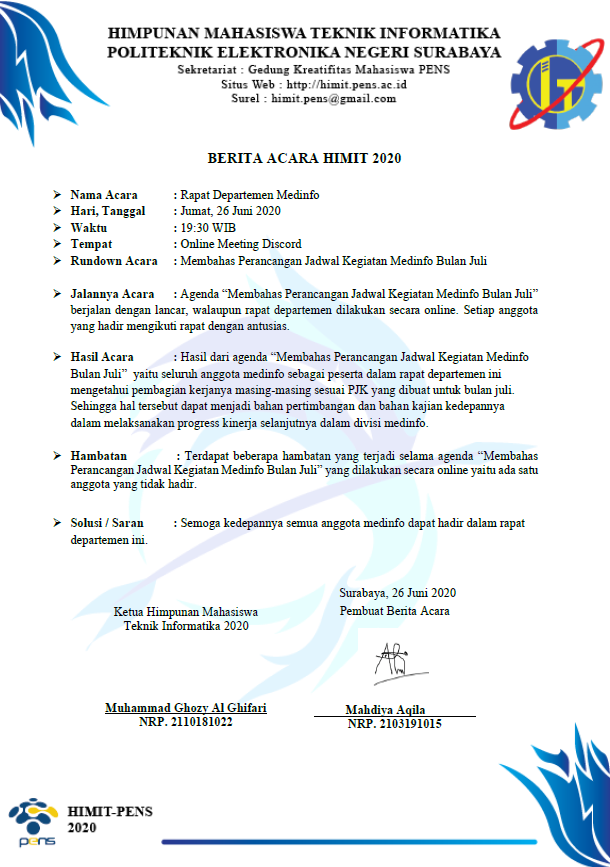 HIMPUNAN MAHASISWA TEKNIK INFORMATIKA
POLITEKNIK ELEKTRONIKA NEGERI SURABAYA
Sekretariat : Gedung Kreatifitas Mahasiswa PENS
Situs Web : http://himit.pens.ac.id
Surel : himit.pens@gmail.com
IT
BERITA ACARA HIMIT 2020
➢ Nama Acara : Rapat Departemen Medinfo
➢ Hari, Tanggal : Jumat, 26 Juni 2020
➢ Waktu : 19:30 WIB
➢ Tempat : Online Meeting Discord
➢ Rundown Acara : Membahas Perancangan Jadwal Kegiatan Medinfo Bulan Juli
➢ Jalannya Acara : Agenda “Membahas Perancangan Jadwal Kegiatan Medinfo Bulan Juli”
berjalan dengan lancar, walaupun rapat departemen dilakukan secara online. Setiap anggota
yang hadir mengikuti rapat dengan antusias.
➢ Hasil Acara : Hasil dari agenda “Membahas Perancangan Jadwal Kegiatan Medinfo
Bulan Juli” yaitu seluruh anggota medinfo sebagai peserta dalam rapat departemen ini
mengetahui pembagian kerjanya masing-masing sesuai PJK yang dibuat untuk bulan juli.
Sehingga hal tersebut dapat menjadi bahan pertimbangan dan bahan kajian kedepannya
dalam melaksanakan progress kinerja selanjutnya dalam divisi medinfo.
➢ Hambatan : Terdapat beberapa hambatan yang terjadi selama agenda “Membahas
Perancangan Jadwal Kegiatan Medinfo Bulan Juli” yang dilakukan secara online yaitu ada satu
anggota yang tidak hadir.
➢ Solusi / Saran : Semoga kedepannya semua anggota medinfo dapat hadir dalam rapat
departemen ini.
Surabaya, 26 Juni 2020
Ketua Himpunan Mahasiswa
Teknik Informatika 2020
Pembuat Berita Acara
Muhammad Ghozy Al Ghifari
NRP. 2110181022
Mahdiya Aqila
NRP. 2103191015
pens
HIMIT-PENS
2020